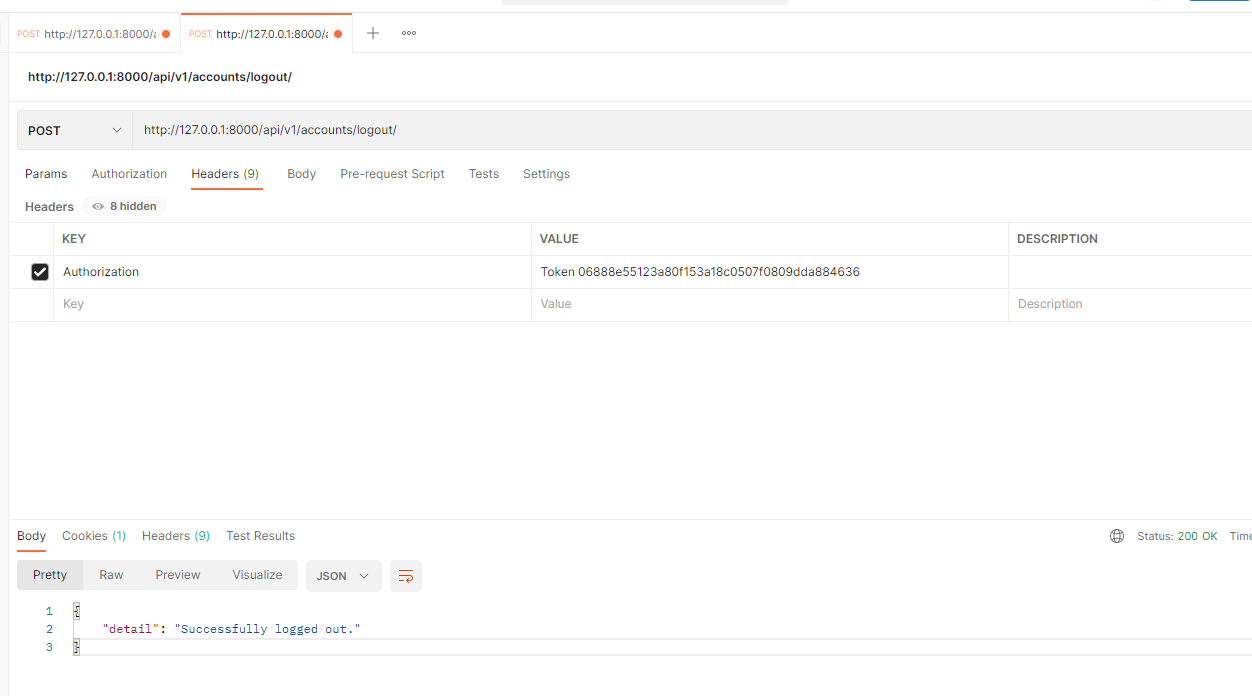 POST http://127.0.0.1:8000/a POST http://127.0.0.1:8000/a
http://127.0.0.1:8000/api/v1/accounts/logout/
POST http://127.0.0.1:8000/api/v1/accounts/logout/
Params Authorization Headers (9) Body Pre-request Script Tests Settings
Headers 8 hidden
KEY VALUE DESCRIPTION
Authorization Token 06888e55123a80f153a18c0507f0809dda884636
Key Value Description
Body Cookies (1) Headers (9) Test Results Status: 200 OK Time
Pretty Raw Preview Visualize JSON
1 {
2 "detail": "Successfully logged out."
3 }